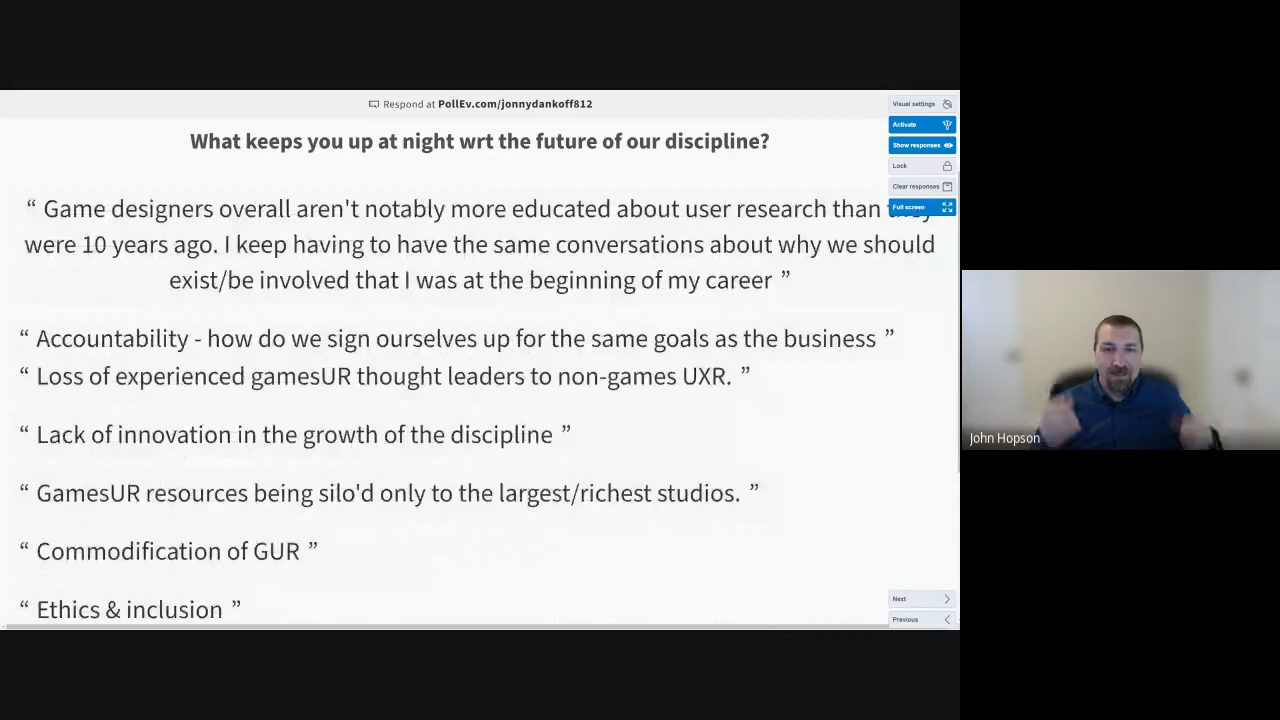 Respond at PollEv.com/jonnydankoff812
Visual settings
Activate
Show responses
Lock
Clear responses
Full screen
What keeps you up at night wrt the future of our discipline?
“ Game designers overall aren't notably more educated about user research than
were 10 years ago. I keep having to have the same conversations about why we should
exist/be involved that I was at the beginning of my career ”
“ Accountability - how do we sign ourselves up for the same goals as the business ”
“ Loss of experienced gamesUR thought leaders to non-games UXR. ”
“ Lack of innovation in the growth of the discipline ”
“ GamesUR resources being silo'd only to the largest/richest studios. ”
“ Commodification of GUR ”
“ Ethics & inclusion ”
Next
Previous
John Hopson